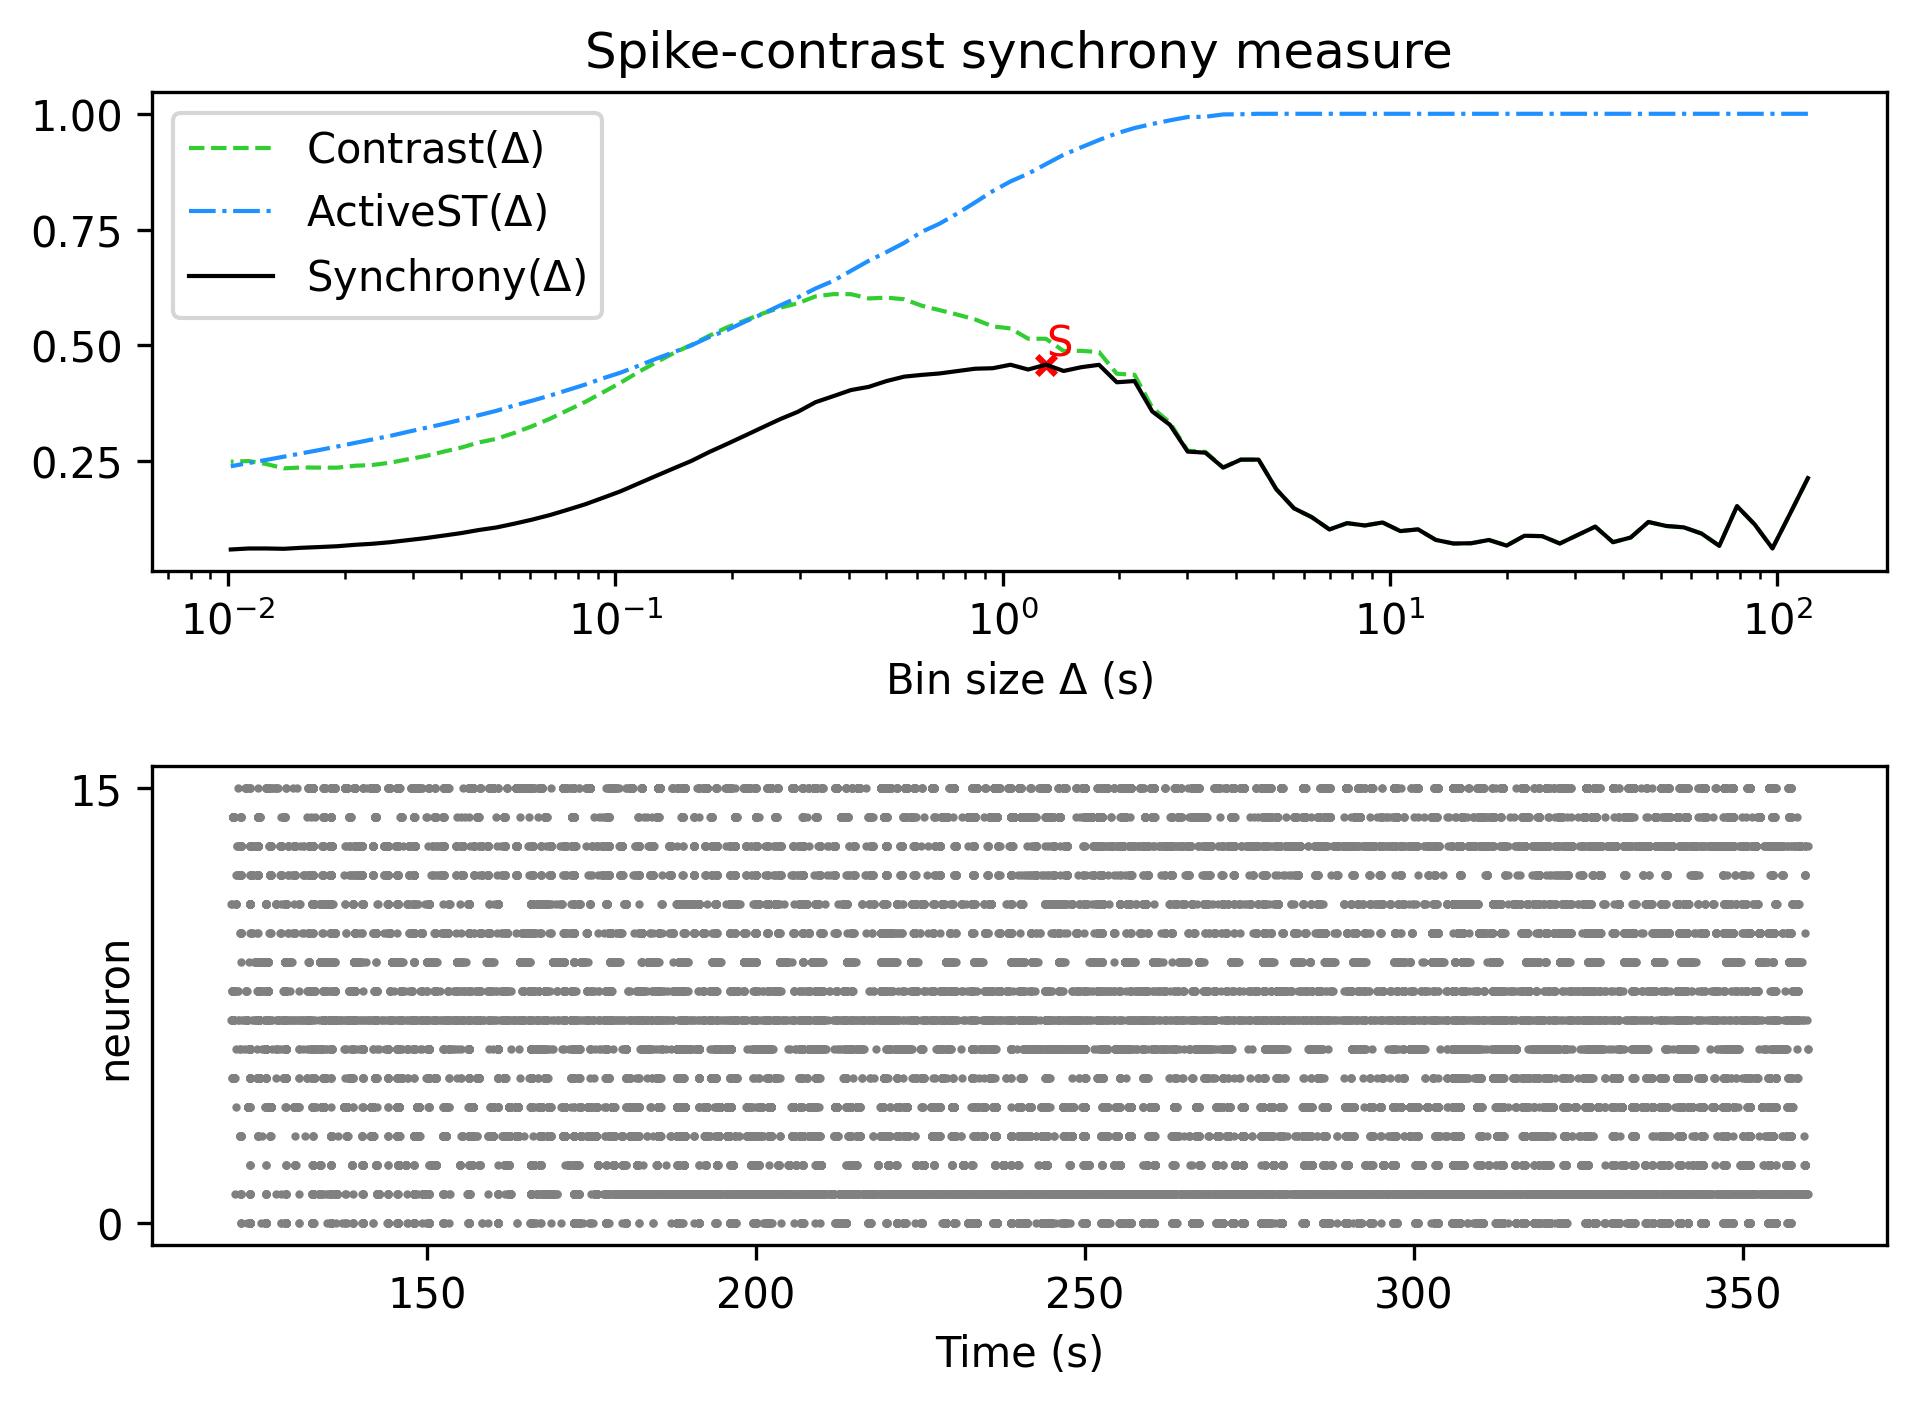 Spike-contrast synchrony measure
1.00
0.75
0.50
0.25
Contrast(Δ)
ActiveST(Δ)
Synchrony(Δ)
S
10⁻² 10⁻¹ 10⁰ 10¹ 10²
Bin size Δ (s)
15
0
neuron
150 200 250 300 350
Time (s)